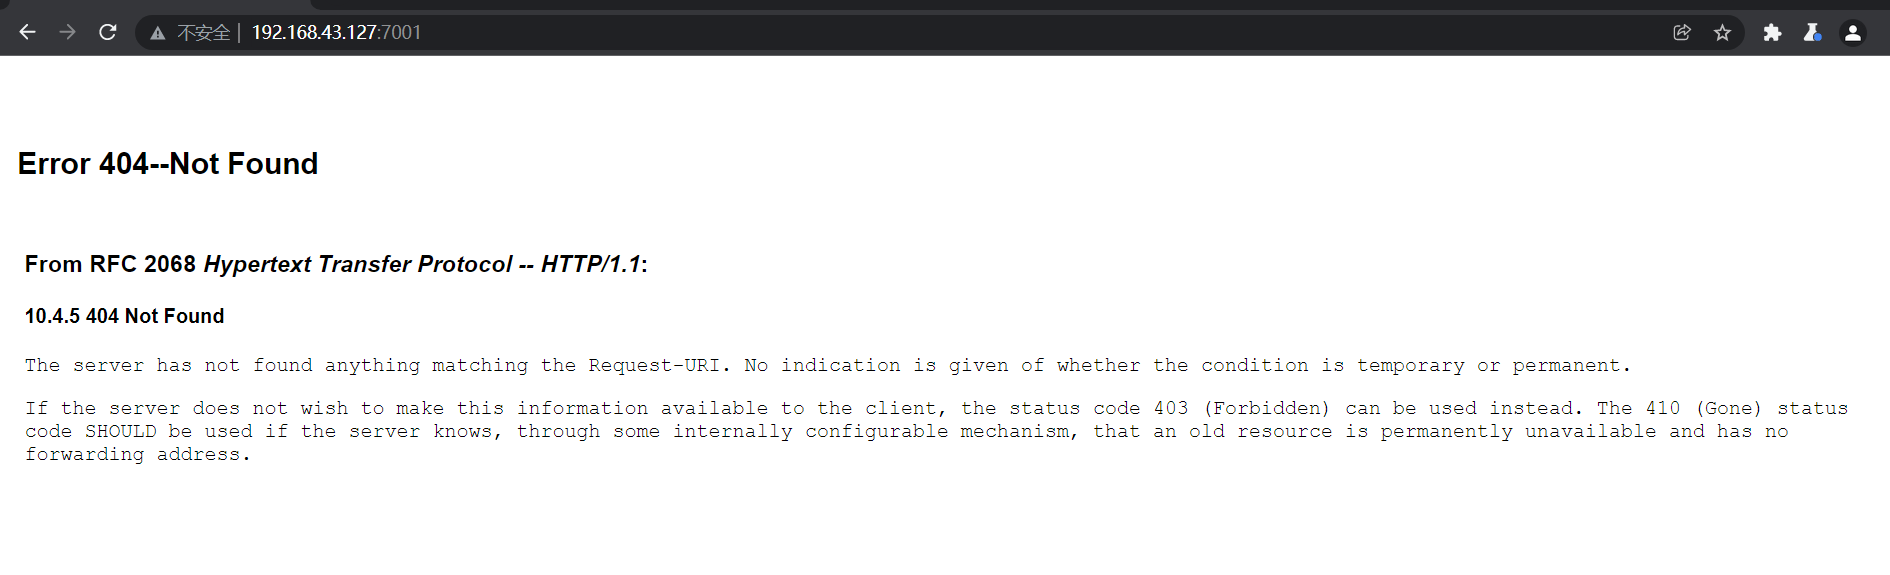 不安全 | 192.168.43.127:7001
Error 404--Not Found
From RFC 2068 Hypertext Transfer Protocol -- HTTP/1.1:
10.4.5 404 Not Found
The server has not found anything matching the Request-URI. No indication is given of whether the condition is temporary or permanent.
If the server does not wish to make this information available to the client, the status code 403 (Forbidden) can be used instead. The 410 (Gone) status
code SHOULD be used if the server knows, through some internally configurable mechanism, that an old resource is permanently unavailable and has no
forwarding address.